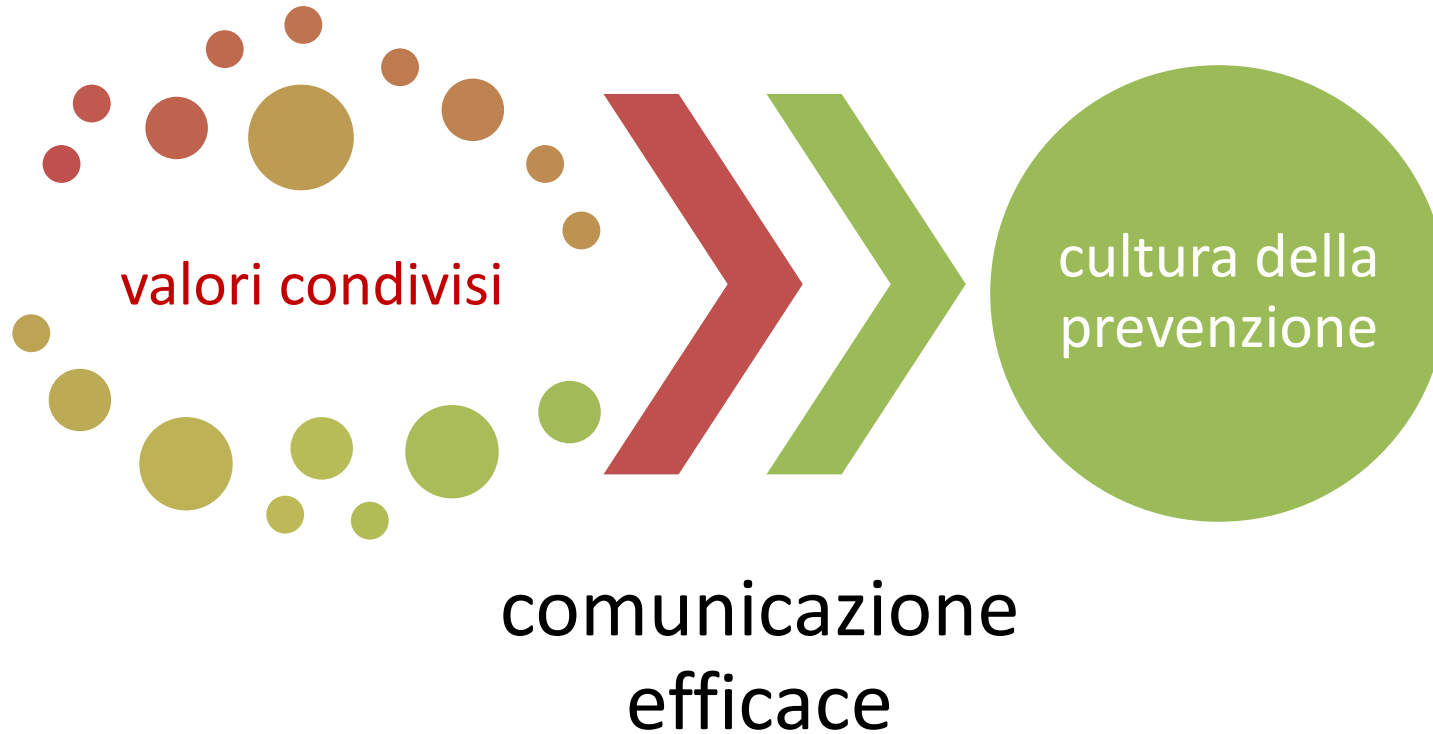 valori condivisi
cultura della
prevenzione
comunicazione
efficace